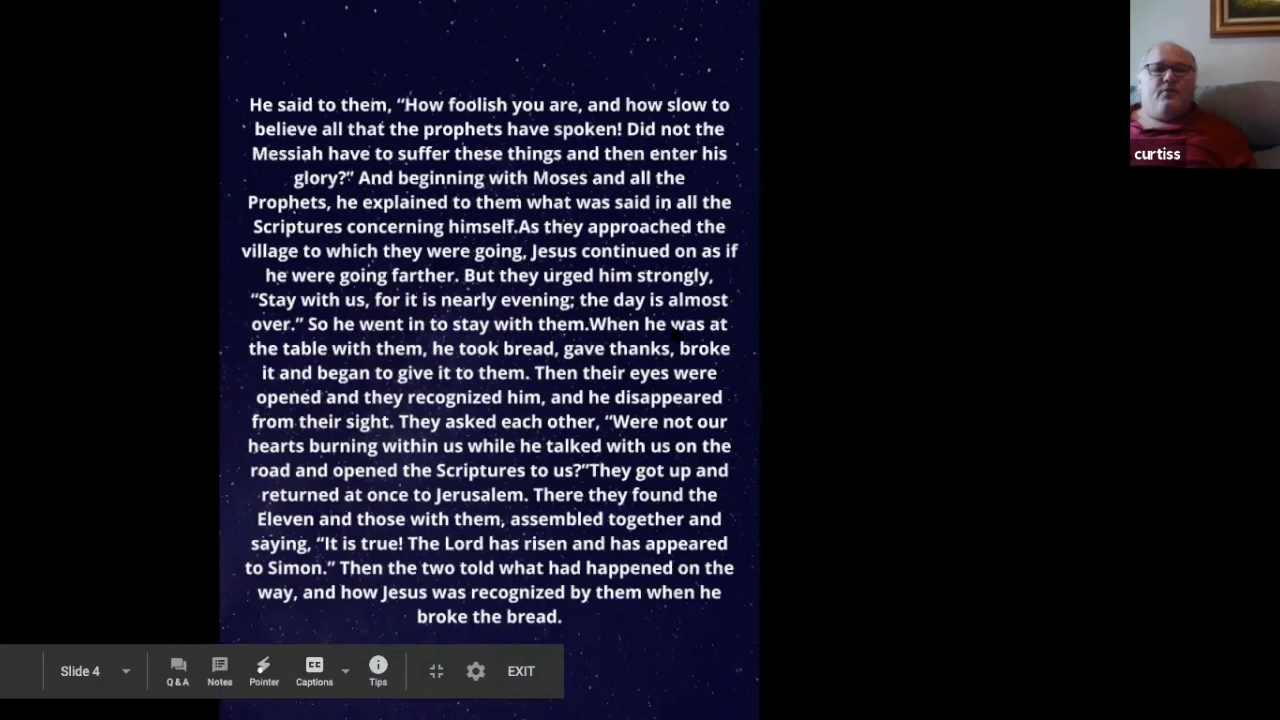 He said to them, “How foolish you are, and how slow to
believe all that the prophets have spoken! Did not the
Messiah have to suffer these things and then enter his
glory?” And beginning with Moses and all the
Prophets, he explained to them what was said in all the
Scriptures concerning himself.As they approached the
village to which they were going, Jesus continued on as if
he were going farther. But they urged him strongly,
“Stay with us, for it is nearly evening; the day is almost
over.” So he went in to stay with them.When he was at
the table with them, he took bread, gave thanks, broke
it and began to give it to them. Then their eyes were
opened and they recognized him, and he disappeared
from their sight. They asked each other, “Were not our
hearts burning within us while he talked with us on the
road and opened the Scriptures to us?”They got up and
returned at once to Jerusalem. There they found the
Eleven and those with them, assembled together and
saying, “It is true! The Lord has risen and has appeared
to Simon.” Then the two told what had happened on the
way, and how Jesus was recognized by them when he
broke the bread.
curtiss
Slide 4
Q & A
Notes
Pointer
CC
Captions
Tips
EXIT